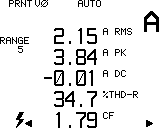 PRNT VØ AUTO
A
RANGE 5
2.15 A RMS
3.84 A PK
-0.01 A DC
34.7 %THD-R
1.79 CF